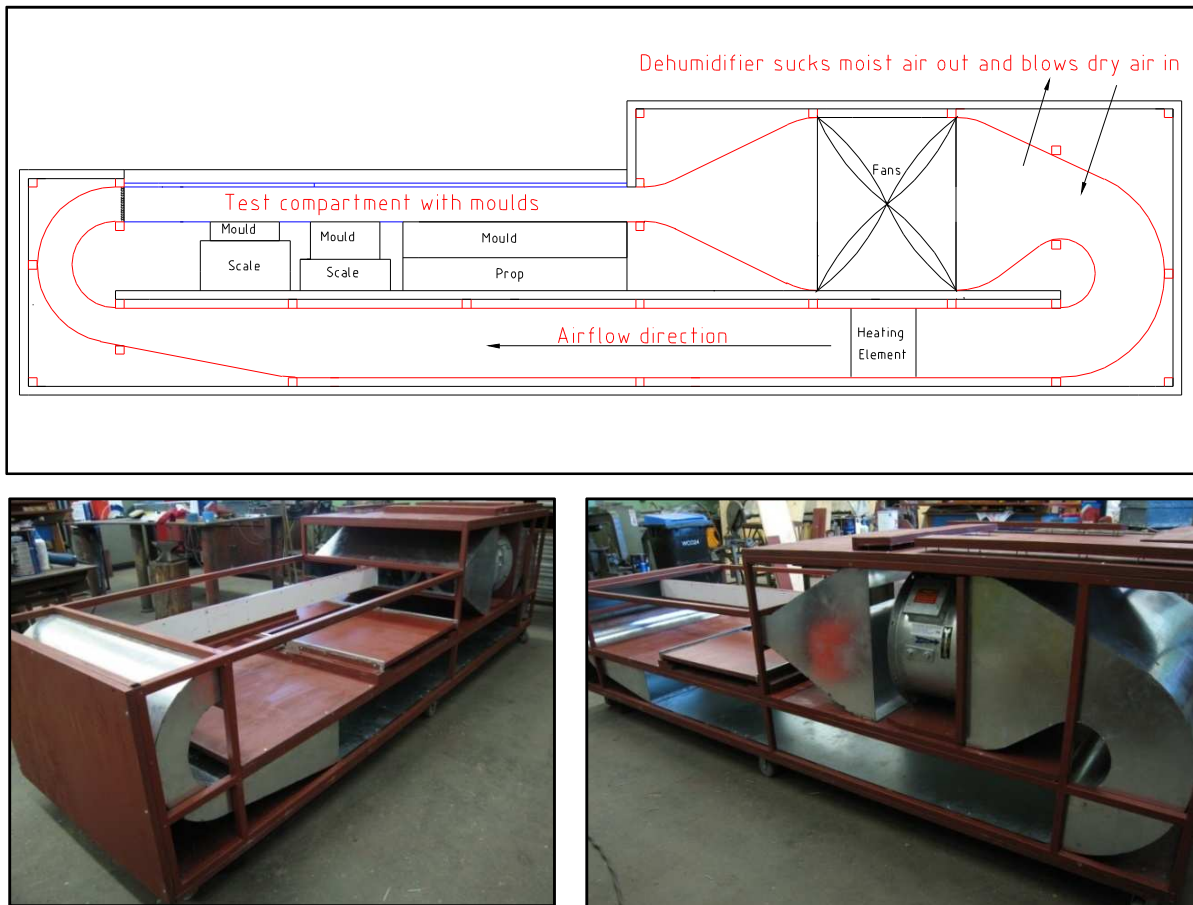 Dehumidifier sucks moist air out and blows dry air in
Fans
Test compartment with moulds
Mould
Mould
Mould
Scale
Scale
Prop
Airflow direction
Heating
Element